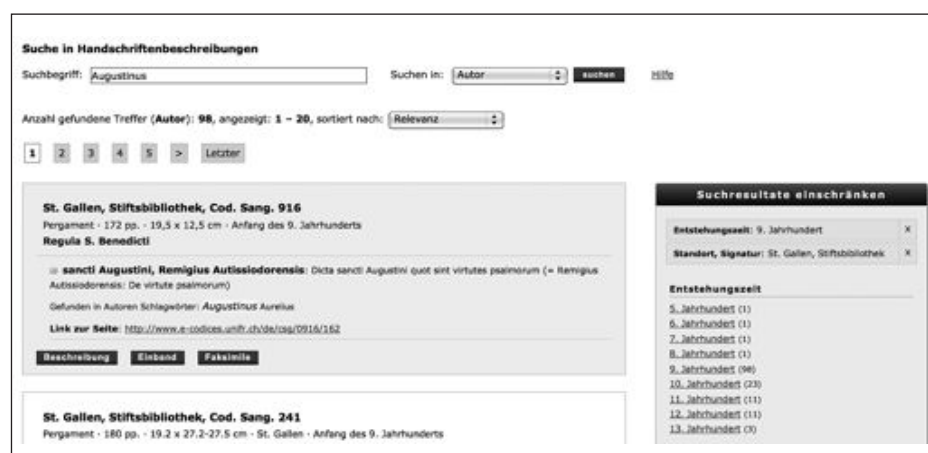 Suche in Handschriftenbeschreibungen
Suchbegriff: Augustinus Suchen in: Autor suchen Hilfe
Anzahl gefundene Treffer (Autor): 98, angezeigt: 1 – 20, sortiert nach: Relevanz
1 2 3 4 5 > Letzter
St. Gallen, Stiftsbibliothek, Cod. Sang. 916
Pergament · 172 pp. · 19,5 x 12,5 cm · Anfang des 9. Jahrhunderts
Regula S. Benedicti
sancti Augustini, Remigius Autissiodorensis: Dicta sancti Augustini quot sint virtutes psalmorum (= Remigius
Autissiodorensis: De virtute psalmorum)
Gefunden in Autoren Schlagwörter: Augustinus Aurelius
Link zur Seite: http://www.e-codices.unifr.ch/de/csg/0916/162
Beschreibung Einband Faksimile
St. Gallen, Stiftsbibliothek, Cod. Sang. 241
Pergament · 180 pp. · 19.2 x 27.2-27.5 cm · St. Gallen · Anfang des 9. Jahrhunderts
Suchresultate einschränken
Entstehungszeit: 9. Jahrhundert x
Standort, Signatur: St. Gallen, Stiftsbibliothek x
Entstehungszeit
5. Jahrhundert (1)
6. Jahrhundert (1)
7. Jahrhundert (1)
8. Jahrhundert (1)
9. Jahrhundert (98)
10. Jahrhundert (23)
11. Jahrhundert (11)
12. Jahrhundert (11)
13. Jahrhundert (3)